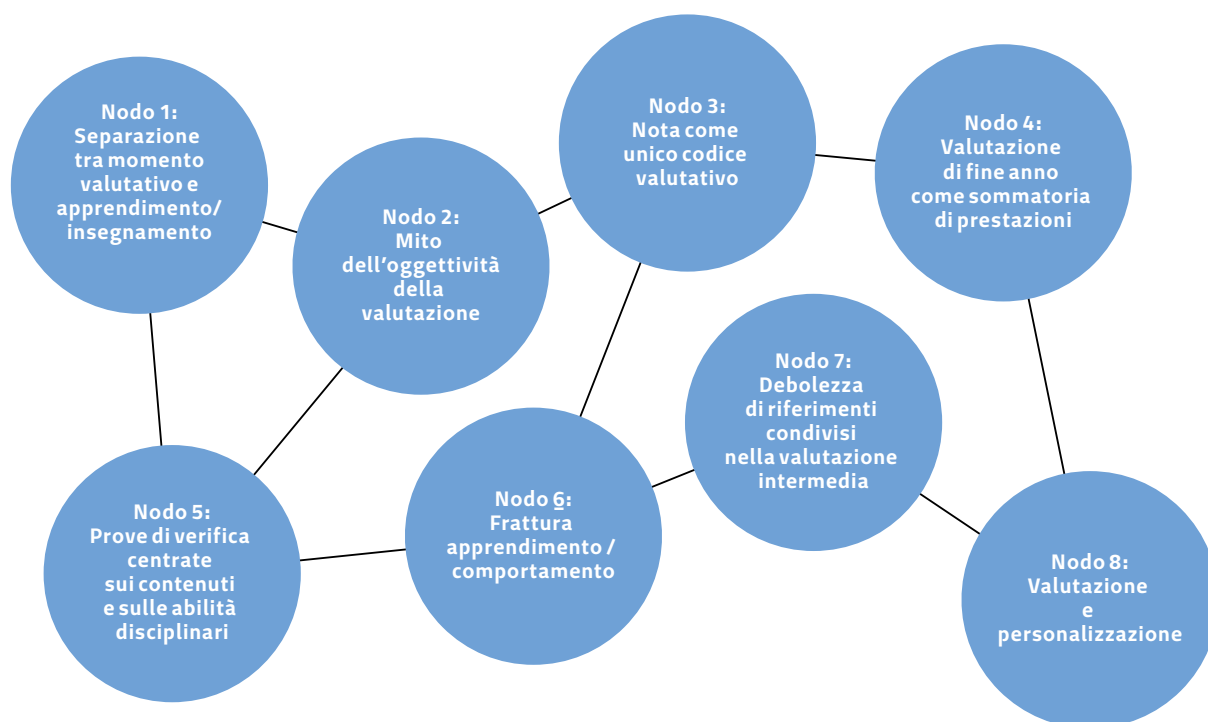 Nodo 1:
Separazione
tra momento
valutativo e
apprendimento/
insegnamento
Nodo 2:
Mito
dell'oggettività
della
valutazione
Nodo 3:
Nota come
unico codice
valutativo
Nodo 4:
Valutazione
di fine anno
come sommatoria
di prestazioni
Nodo 5:
Prove di verifica
centrate
sui contenuti
e sulle abilità
disciplinari
Nodo 6:
Frattura
apprendimento /
comportamento
Nodo 7:
Debolezza
di riferimenti
condivisi
nella valutazione
intermedia
Nodo 8:
Valutazione
e
personalizzazione